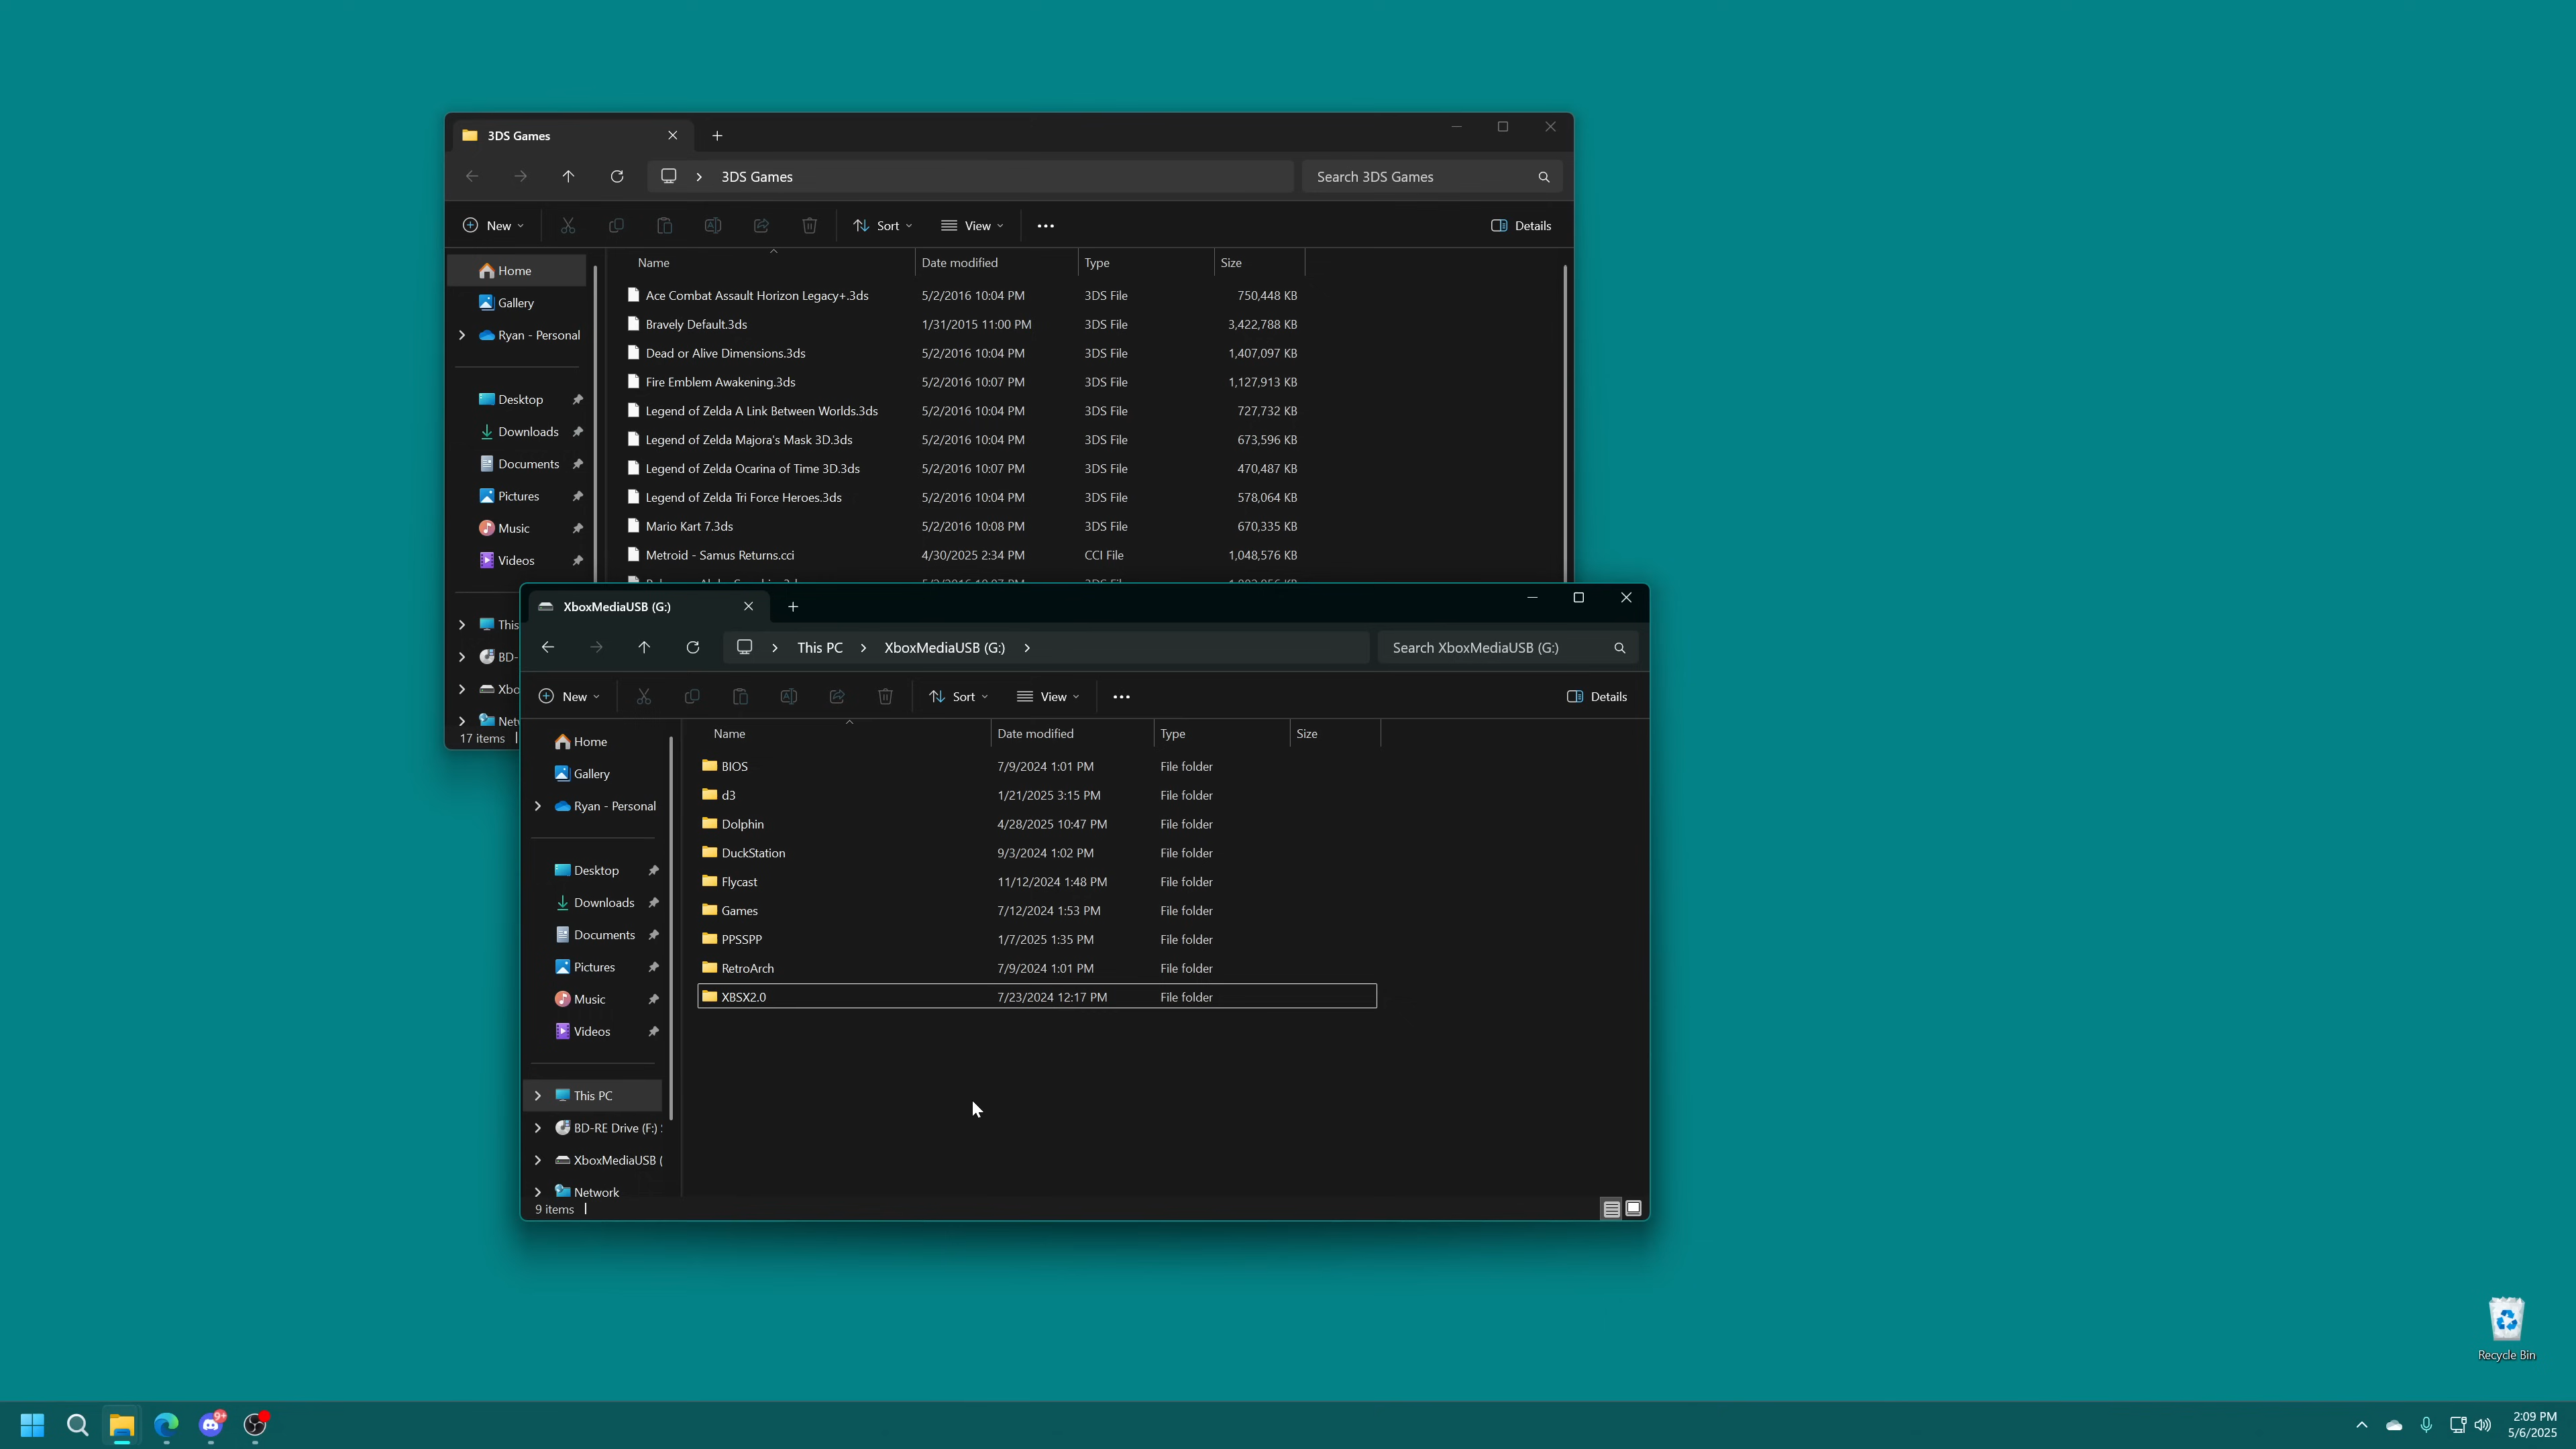 3DS Games
3DS Games
Search 3DS Games
New
Sort
View
Details
Name Date modified Type Size
Home
Gallery
Ryan - Personal
Desktop
Downloads
Documents
Pictures
Music
Videos
This
BD-
Xbo
Net
17 items
Ace Combat Assault Horizon Legacy+.3ds 5/2/2016 10:04 PM 3DS File 750,448 KB
Bravely Default.3ds 1/31/2015 11:00 PM 3DS File 3,422,788 KB
Dead or Alive Dimensions.3ds 5/2/2016 10:04 PM 3DS File 1,407,097 KB
Fire Emblem Awakening.3ds 5/2/2016 10:07 PM 3DS File 1,127,913 KB
Legend of Zelda A Link Between Worlds.3ds 5/2/2016 10:04 PM 3DS File 727,732 KB
Legend of Zelda Majora's Mask 3D.3ds 5/2/2016 10:04 PM 3DS File 673,596 KB
Legend of Zelda Ocarina of Time 3D.3ds 5/2/2016 10:07 PM 3DS File 470,487 KB
Legend of Zelda Tri Force Heroes.3ds 5/2/2016 10:04 PM 3DS File 578,064 KB
Mario Kart 7.3ds 5/2/2016 10:08 PM 3DS File 670,335 KB
Metroid - Samus Returns.cci 4/30/2025 2:34 PM CCI File 1,048,576 KB
XboxMediaUSB (G:)
This PC XboxMediaUSB (G:)
Search XboxMediaUSB (G:)
New
Sort
View
Details
Name Date modified Type Size
Home
Gallery
Ryan - Personal
Desktop
Downloads
Documents
Pictures
Music
Videos
This PC
BD-RE Drive (F:)
XboxMediaUSB (
Network
9 items
BIOS 7/9/2024 1:01 PM File folder
d3 1/21/2025 3:15 PM File folder
Dolphin 4/28/2025 10:47 PM File folder
DuckStation 9/3/2024 1:02 PM File folder
Flycast 11/12/2024 1:48 PM File folder
Games 7/12/2024 1:53 PM File folder
PPSSPP 1/7/2025 1:35 PM File folder
RetroArch 7/9/2024 1:01 PM File folder
XBSX2.0 7/23/2024 12:17 PM File folder
Recycle Bin
9+
2:09 PM
5/6/2025